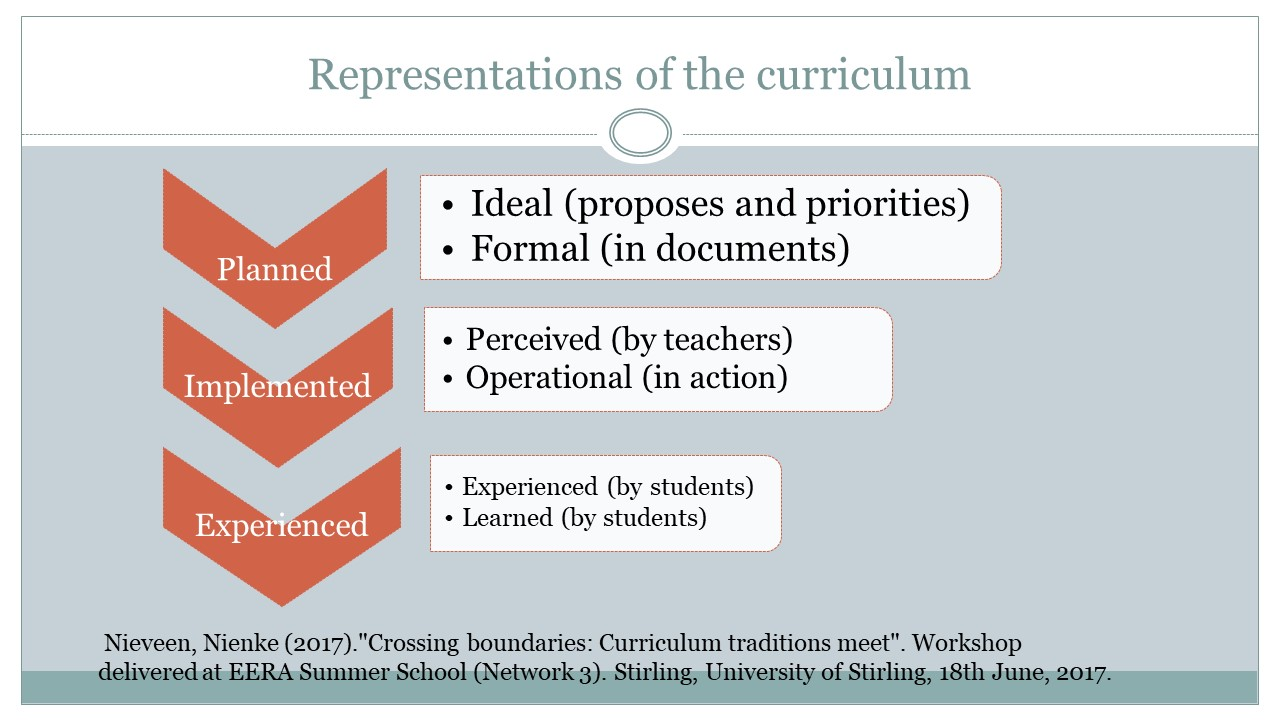 Representations of the curriculum
Planned
• Ideal (proposes and priorities)
• Formal (in documents)
Implemented
• Perceived (by teachers)
• Operational (in action)
Experienced
• Experienced (by students)
• Learned (by students)
Nieveen, Nienke (2017)."Crossing boundaries: Curriculum traditions meet". Workshop
delivered at EERA Summer School (Network 3). Stirling, University of Stirling, 18th June, 2017.